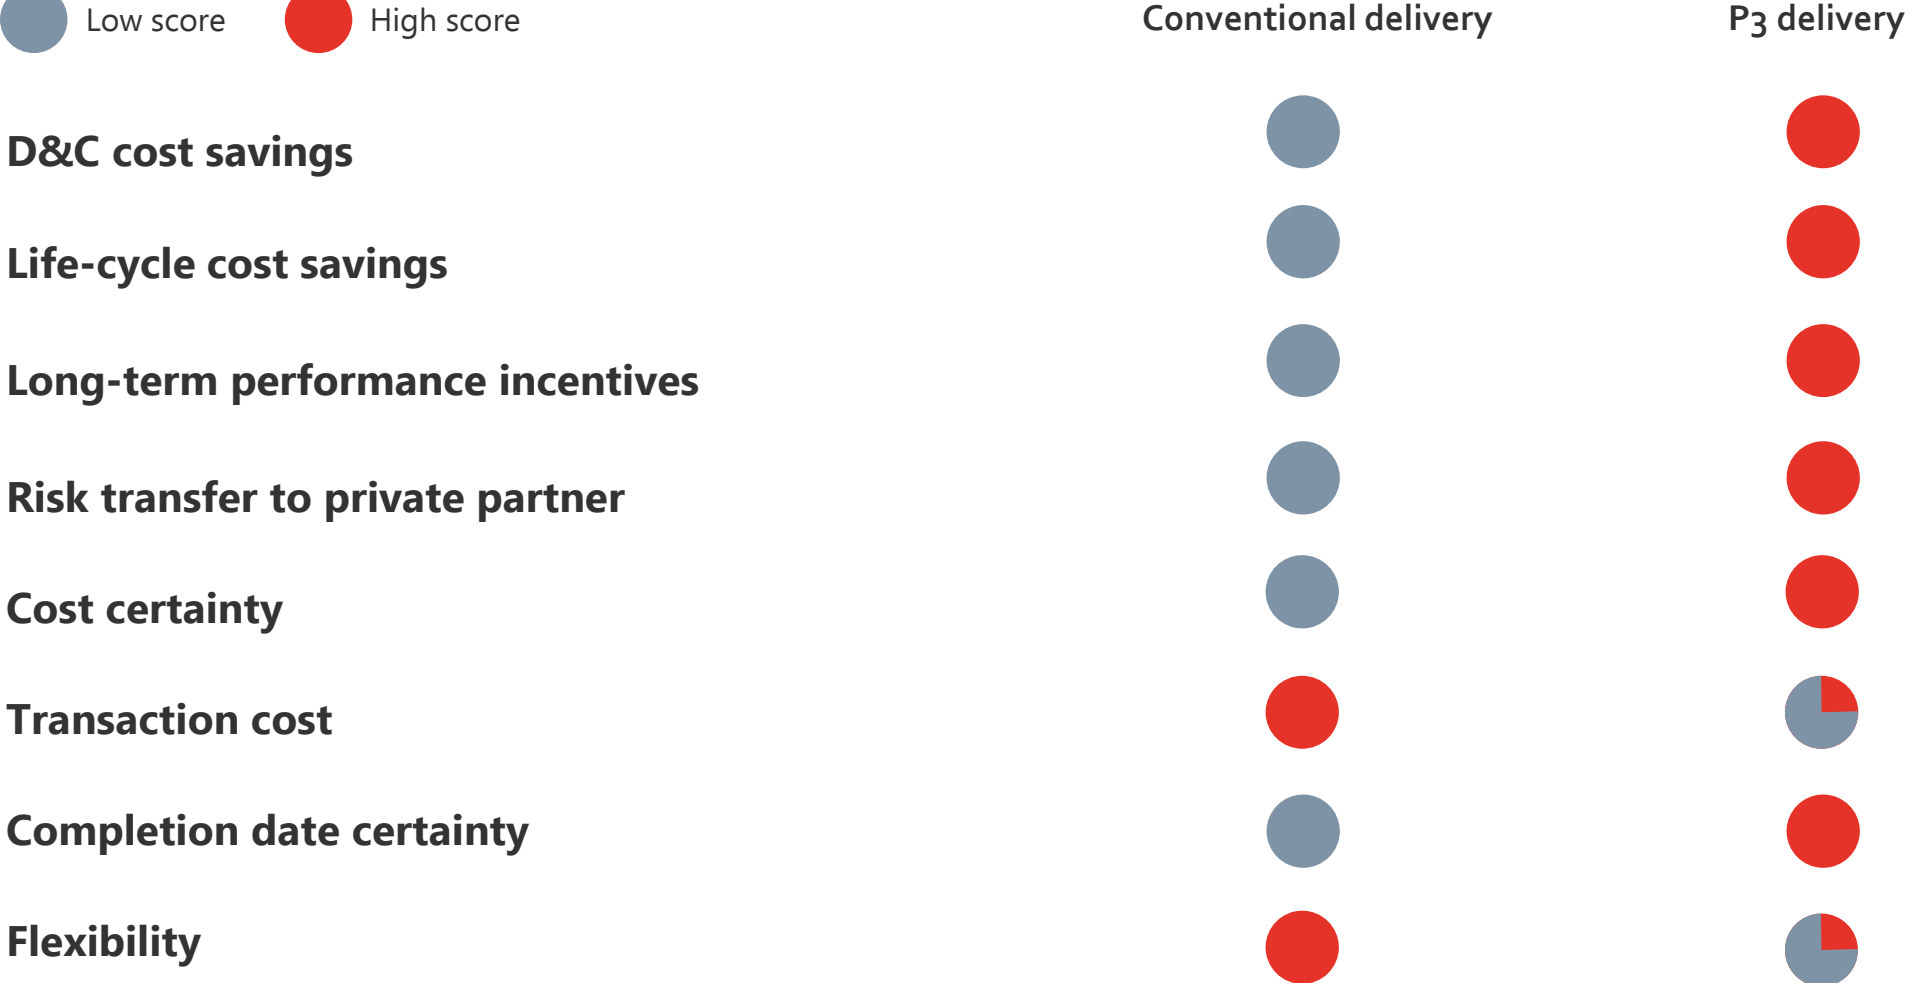 Low score High score Conventional delivery P3 delivery
D&C cost savings
Life-cycle cost savings
Long-term performance incentives
Risk transfer to private partner
Cost certainty
Transaction cost
Completion date certainty
Flexibility